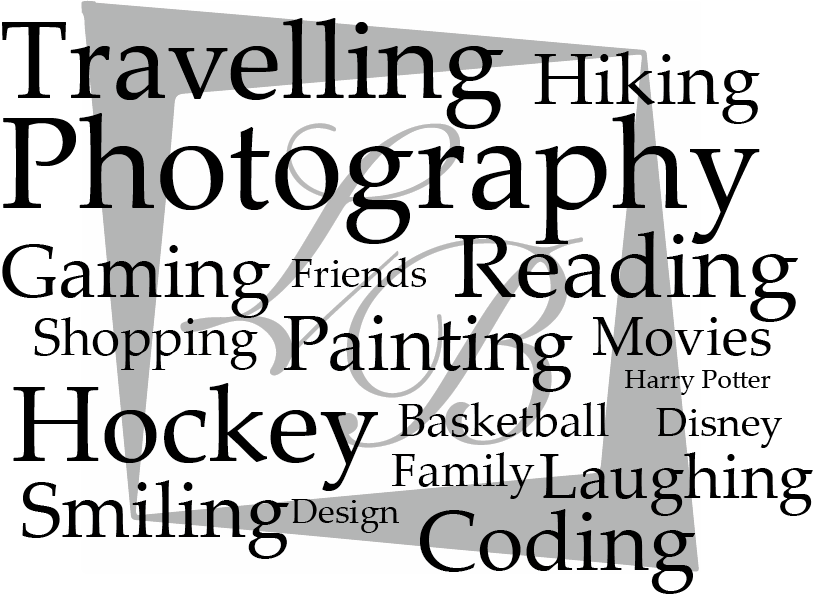 Travelling Hiking
Photography
Gaming Friends Reading
Shopping Painting Movies
Harry Potter
Hockey Basketball Disney
Family Laughing
Smiling Design Coding
LB